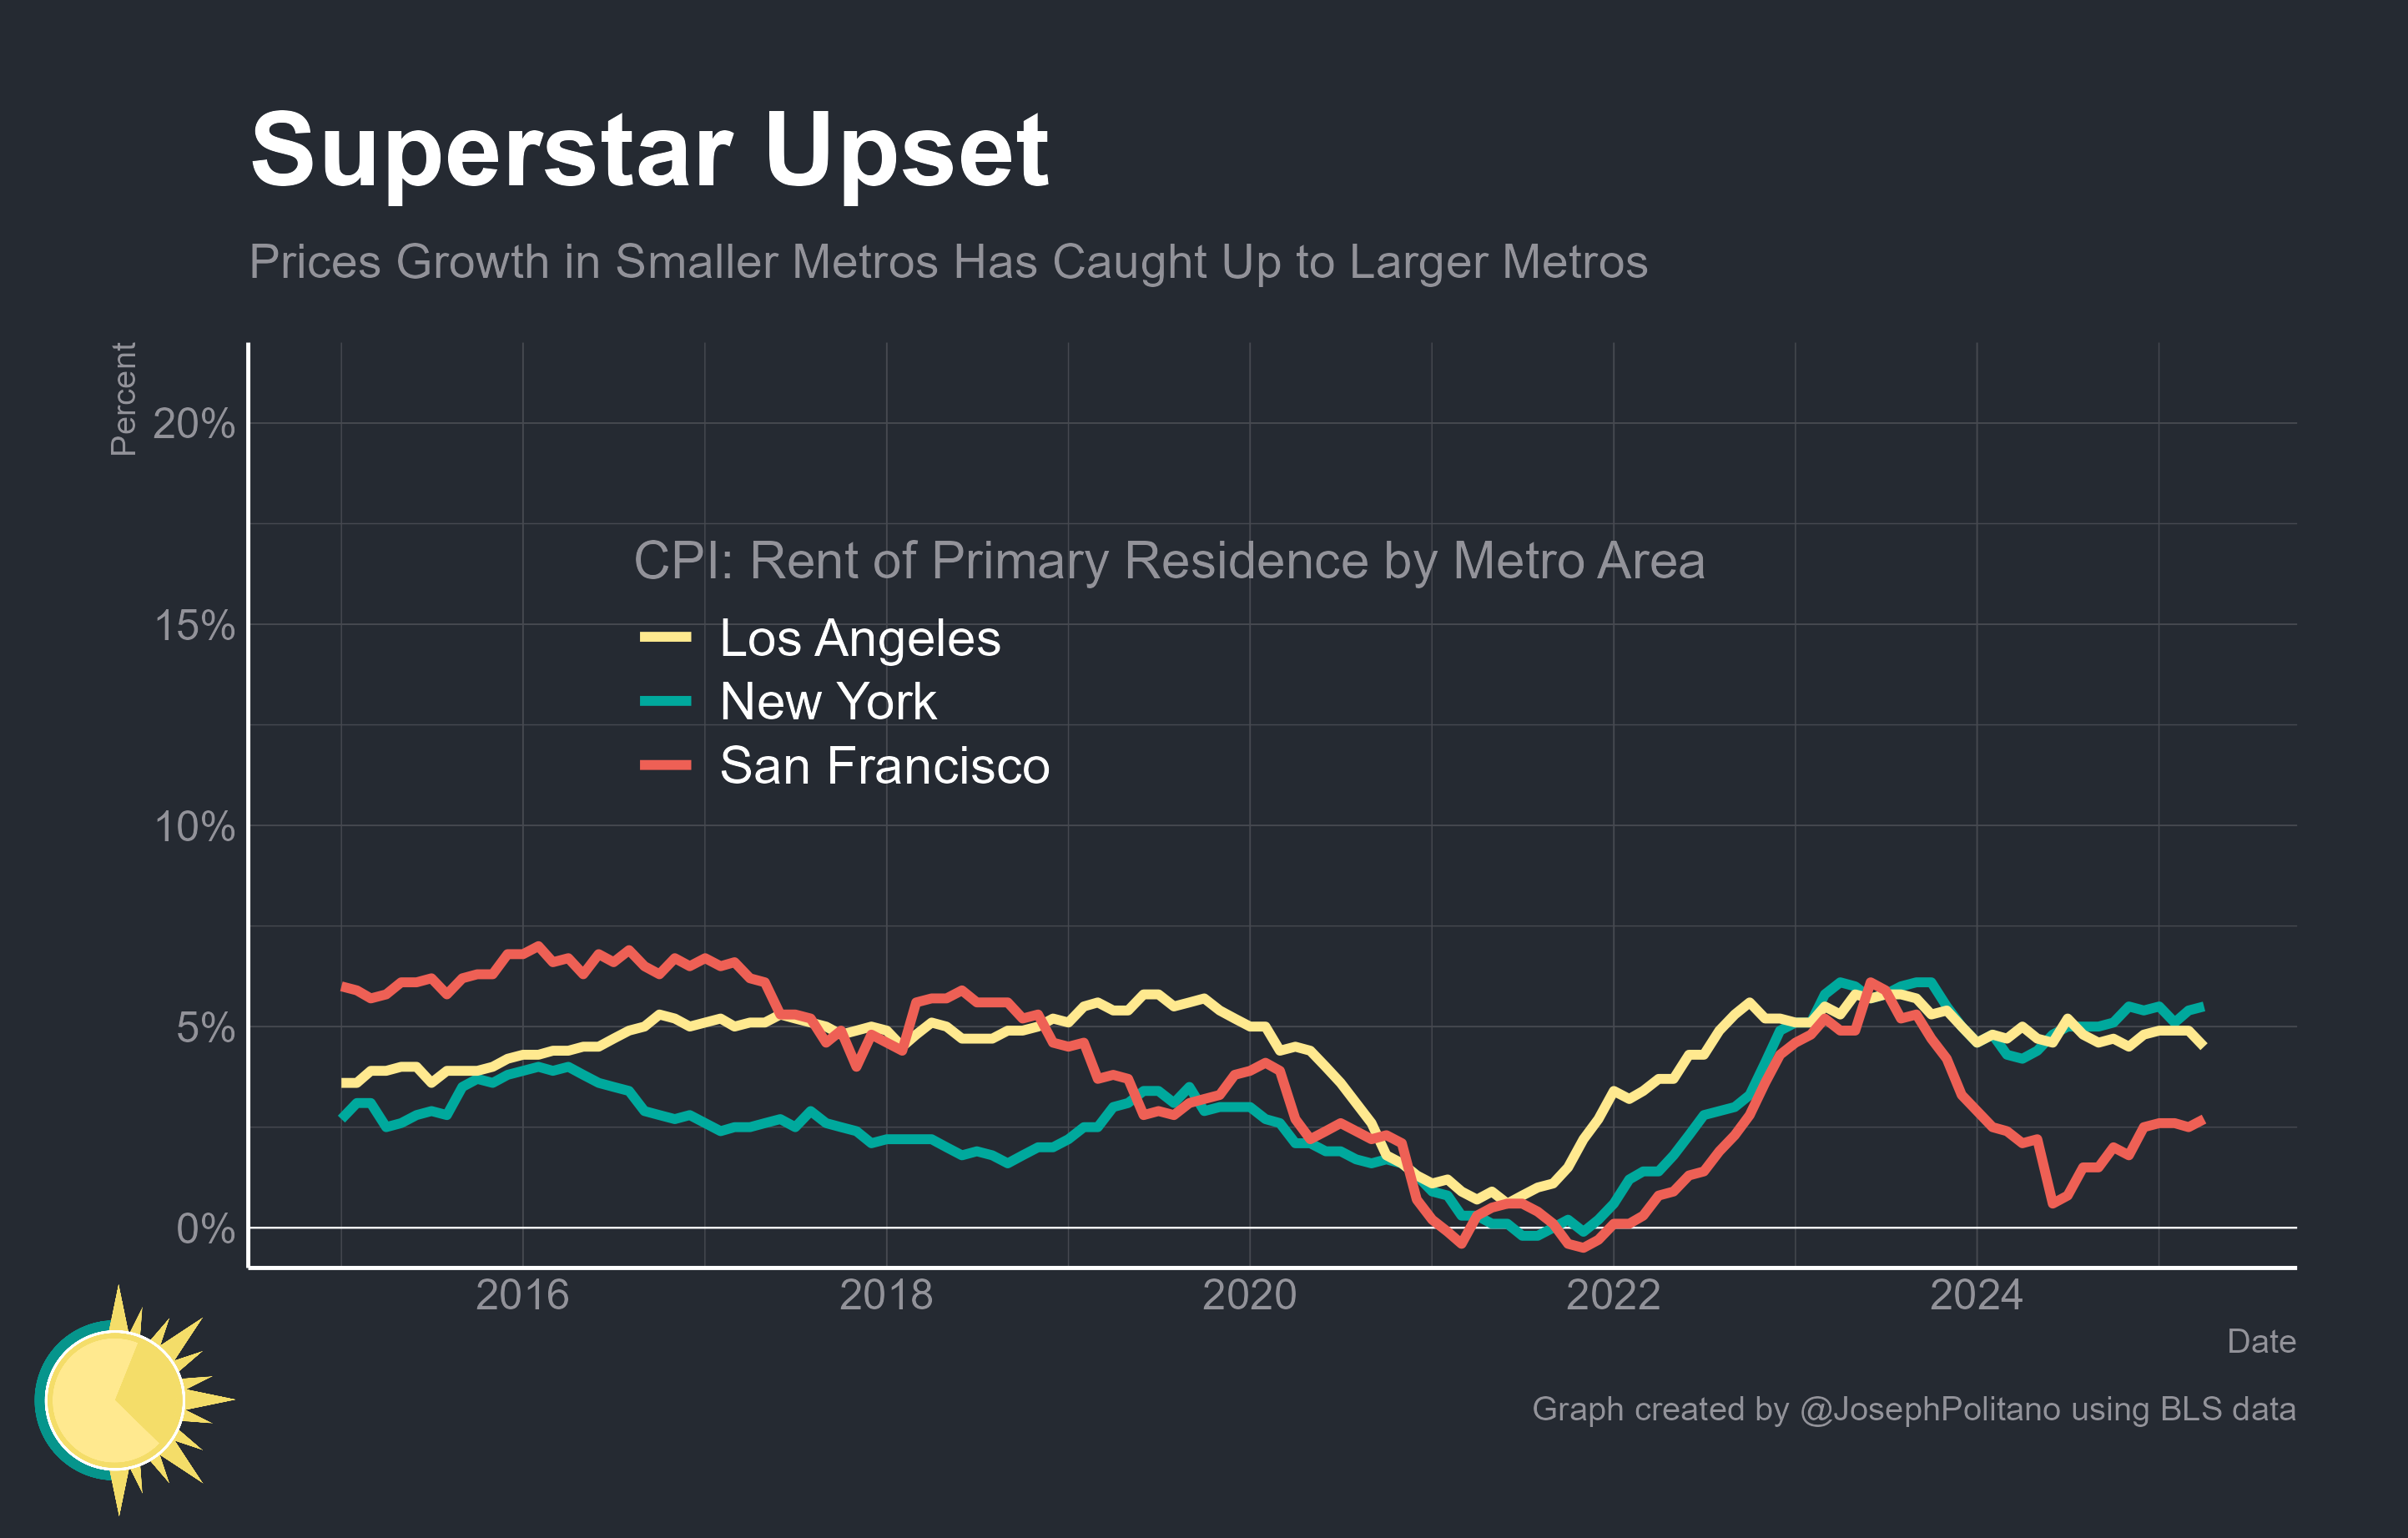 Superstar Upset
Prices Growth in Smaller Metros Has Caught Up to Larger Metros
Percent
20%
15%
10%
5%
0%
CPI: Rent of Primary Residence by Metro Area
Los Angeles
New York
San Francisco
2016 2018 2020 2022 2024
Date
Graph created by @JosephPolitano using BLS data